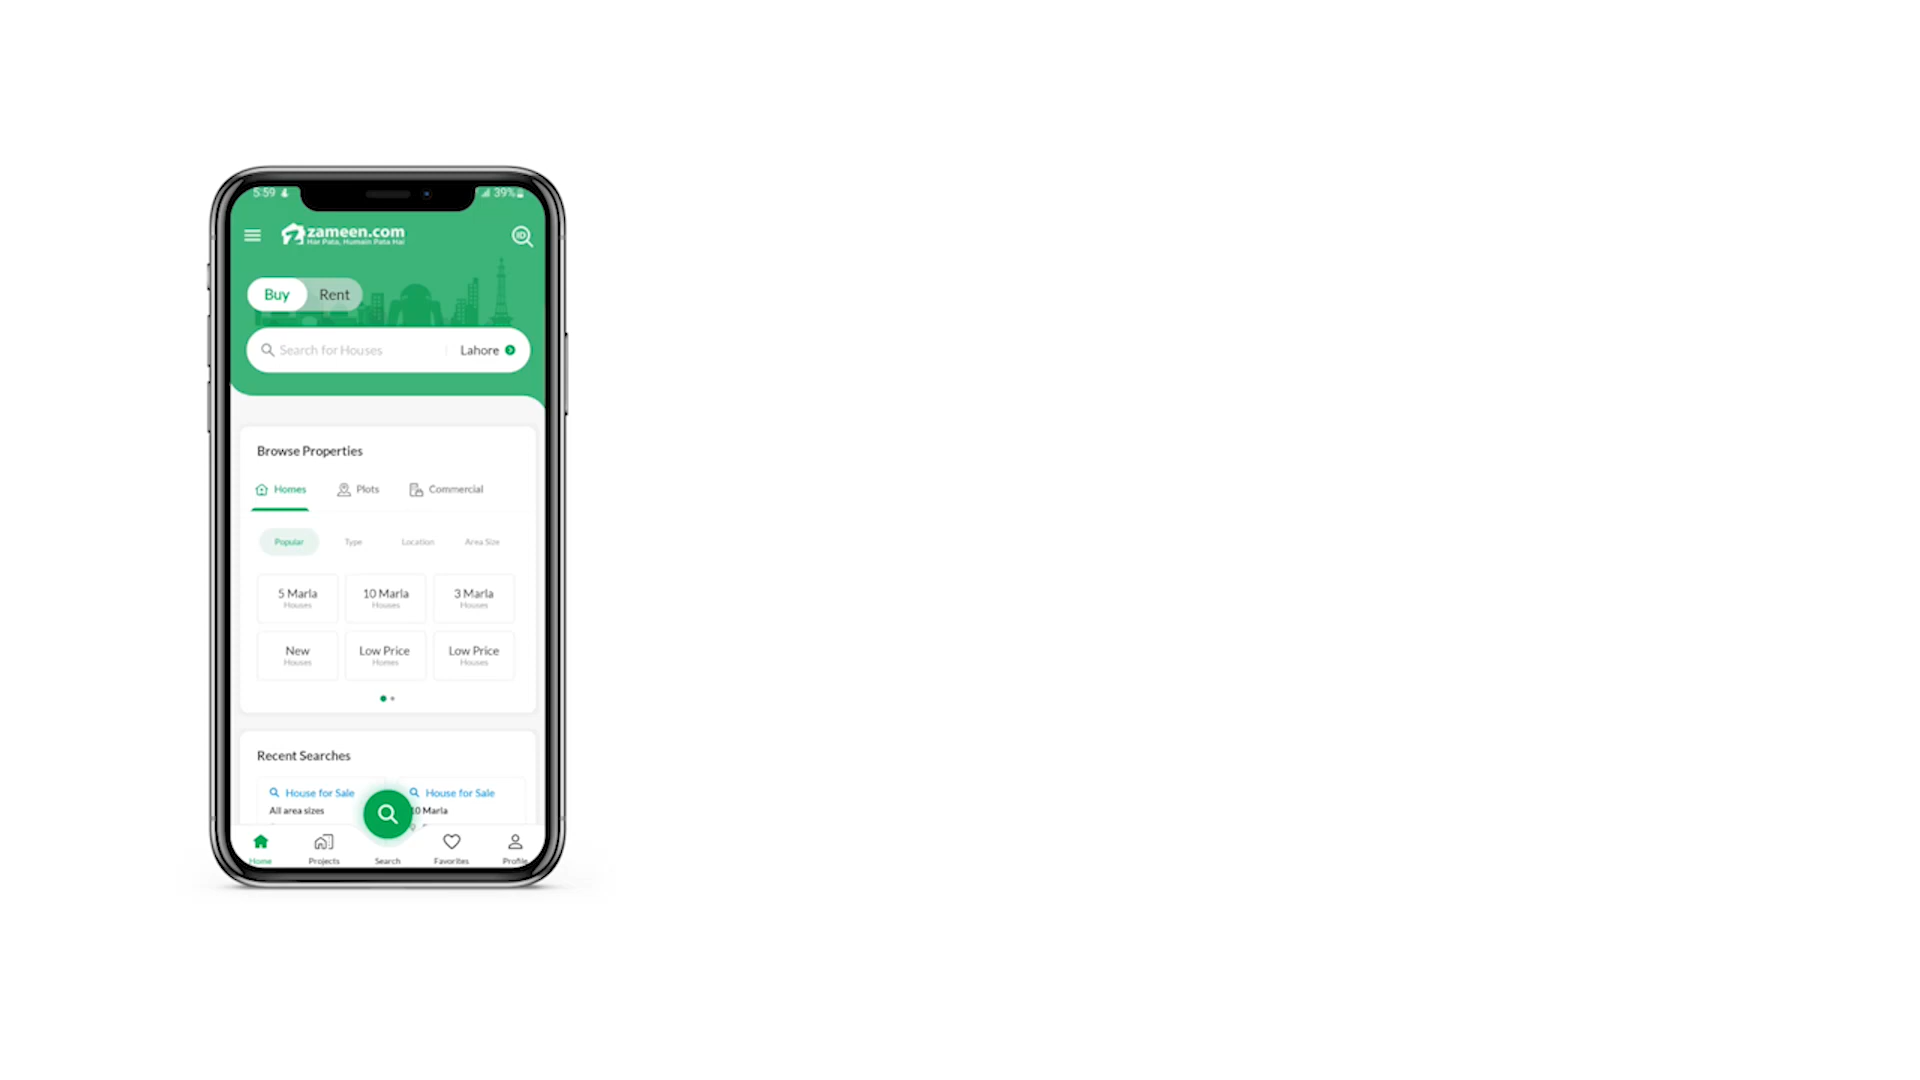 5:59
39%
zameen.com
Har Pata, Humain Pata Hai
ID
Buy Rent
Search for Houses Lahore
Browse Properties
Homes Plots Commercial
Popular Type Location Area Size
5 Marla 10 Marla 3 Marla
Houses Houses Houses
New Low Price Low Price
Houses Homes Houses
Recent Searches
House for Sale House for Sale
All area sizes 10 Marla
Home Projects Search Favorites Profile